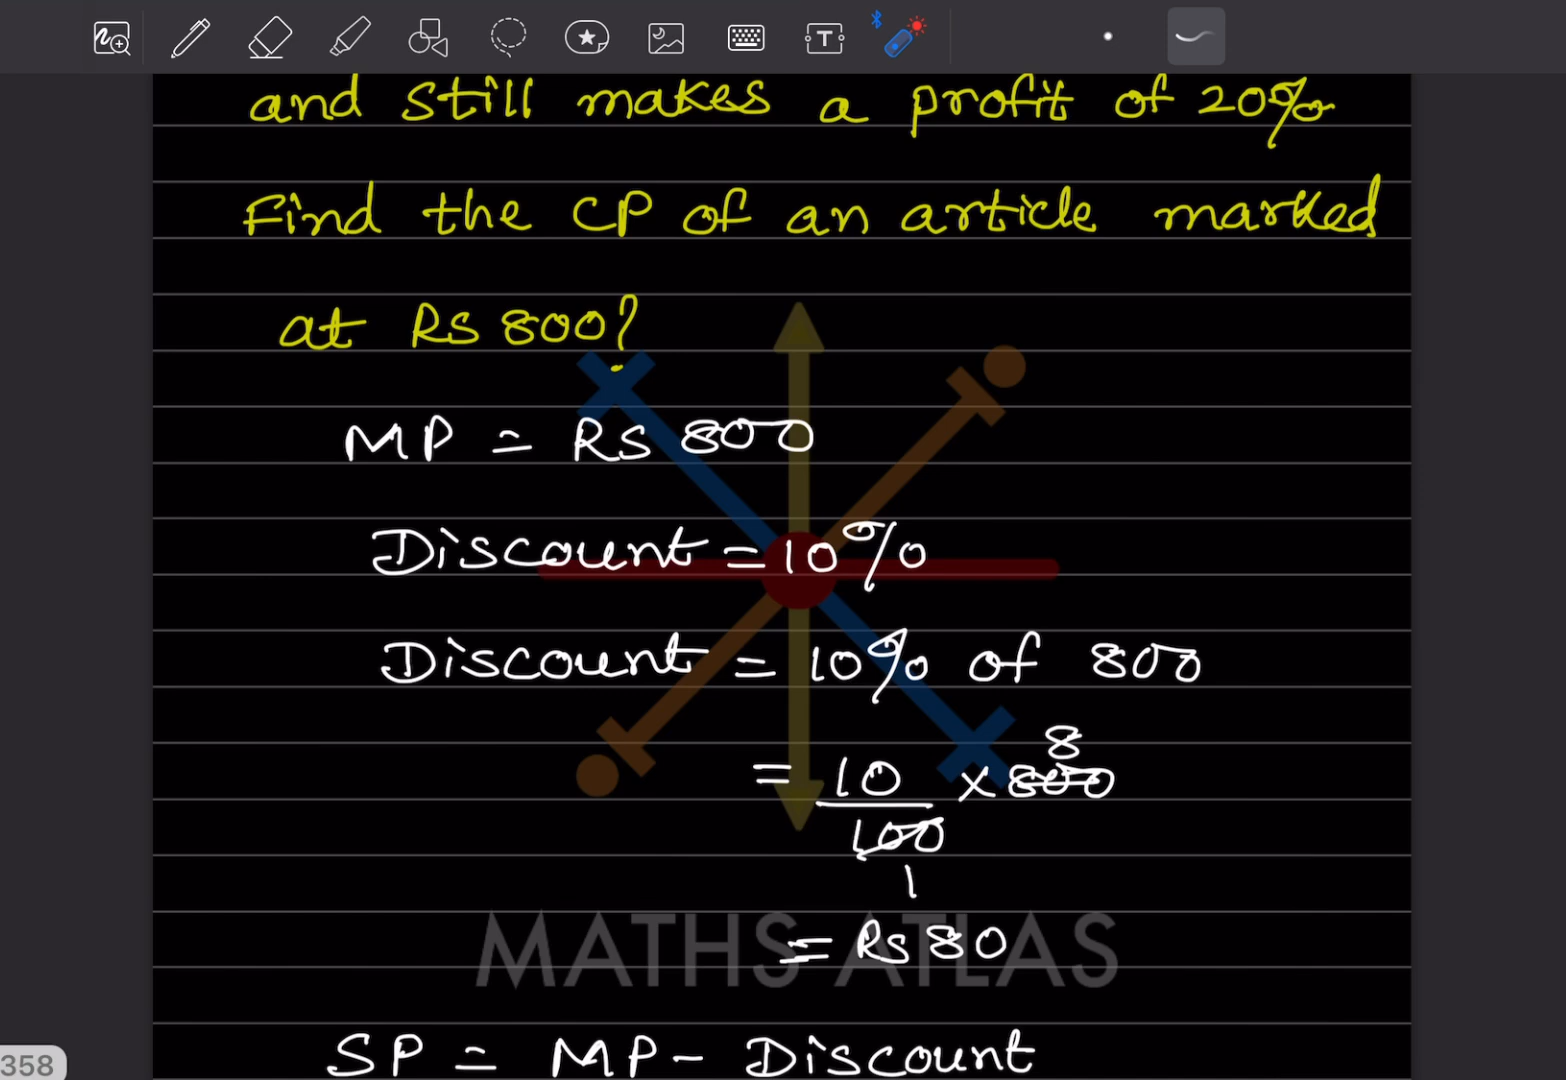 and still makes a profit of 20%
Find the CP of an article marked
at Rs 800?
MP = Rs 800
Discount = 10%
Discount = 10% of 800
8
= 10 × 800
100
1
= Rs 80
MATHS ATLAS
SP = MP - Discount
358